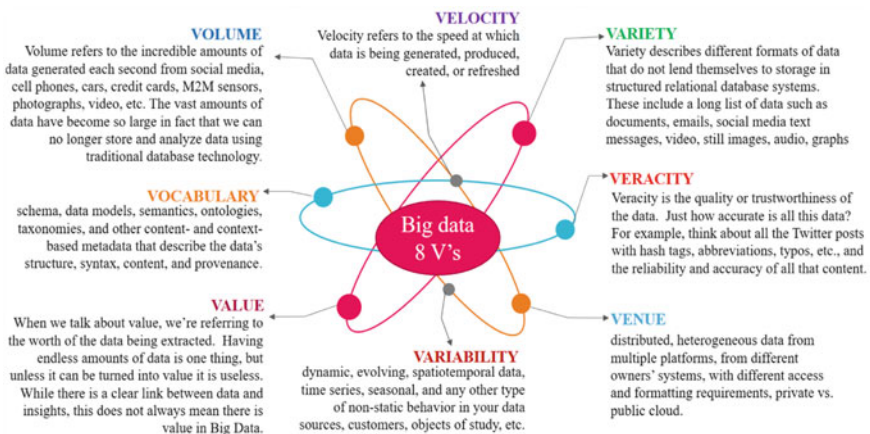 VOLUME
Volume refers to the incredible amounts of
data generated each second from social media,
cell phones, cars, credit cards, M2M sensors,
photographs, video, etc. The vast amounts of
data have become so large in fact that we can
no longer store and analyze data using
traditional database technology.
VELOCITY
Velocity refers to the speed at which
data is being generated, produced,
created, or refreshed
VARIETY
Variety describes different formats of data
that do not lend themselves to storage in
structured relational database systems.
These include a long list of data such as
documents, emails, social media text
messages, video, still images, audio, graphs
VOCABULARY
schema, data models, semantics, ontologies,
taxonomies, and other content- and context-
based metadata that describe the data's
structure, syntax, content, and provenance.
Big data
8 V's
VERACITY
Veracity is the quality or trustworthiness of
the data. Just how accurate is all this data?
For example, think about all the Twitter posts
with hash tags, abbreviations, typos, etc., and
the reliability and accuracy of all that content.
VALUE
When we talk about value, we're referring to
the worth of the data being extracted. Having
endless amounts of data is one thing, but
unless it can be turned into value it is useless.
While there is a clear link between data and
insights, this does not always mean there is
value in Big Data.
VARIABILITY
dynamic, evolving, spatiotemporal data,
time series, seasonal, and any other type
of non-static behavior in your data
sources, customers, objects of study, etc.
VENUE
distributed, heterogeneous data from
multiple platforms, from different
owners' systems, with different access
and formatting requirements, private vs.
public cloud.